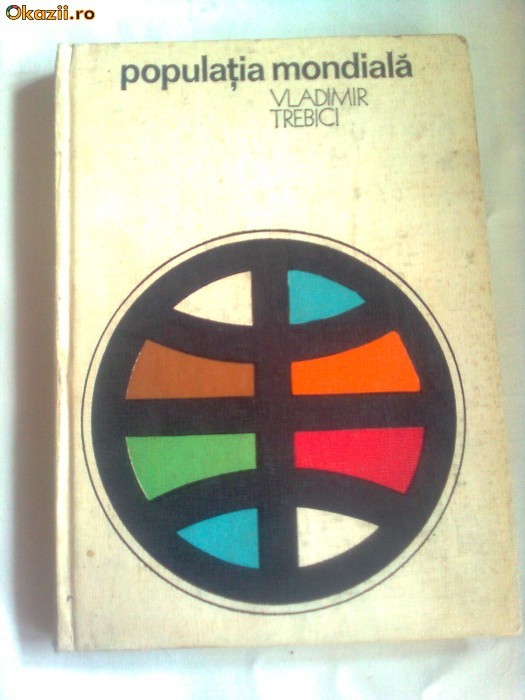 Okazii.ro
populația mondială
VLADIMIR
TREBICI